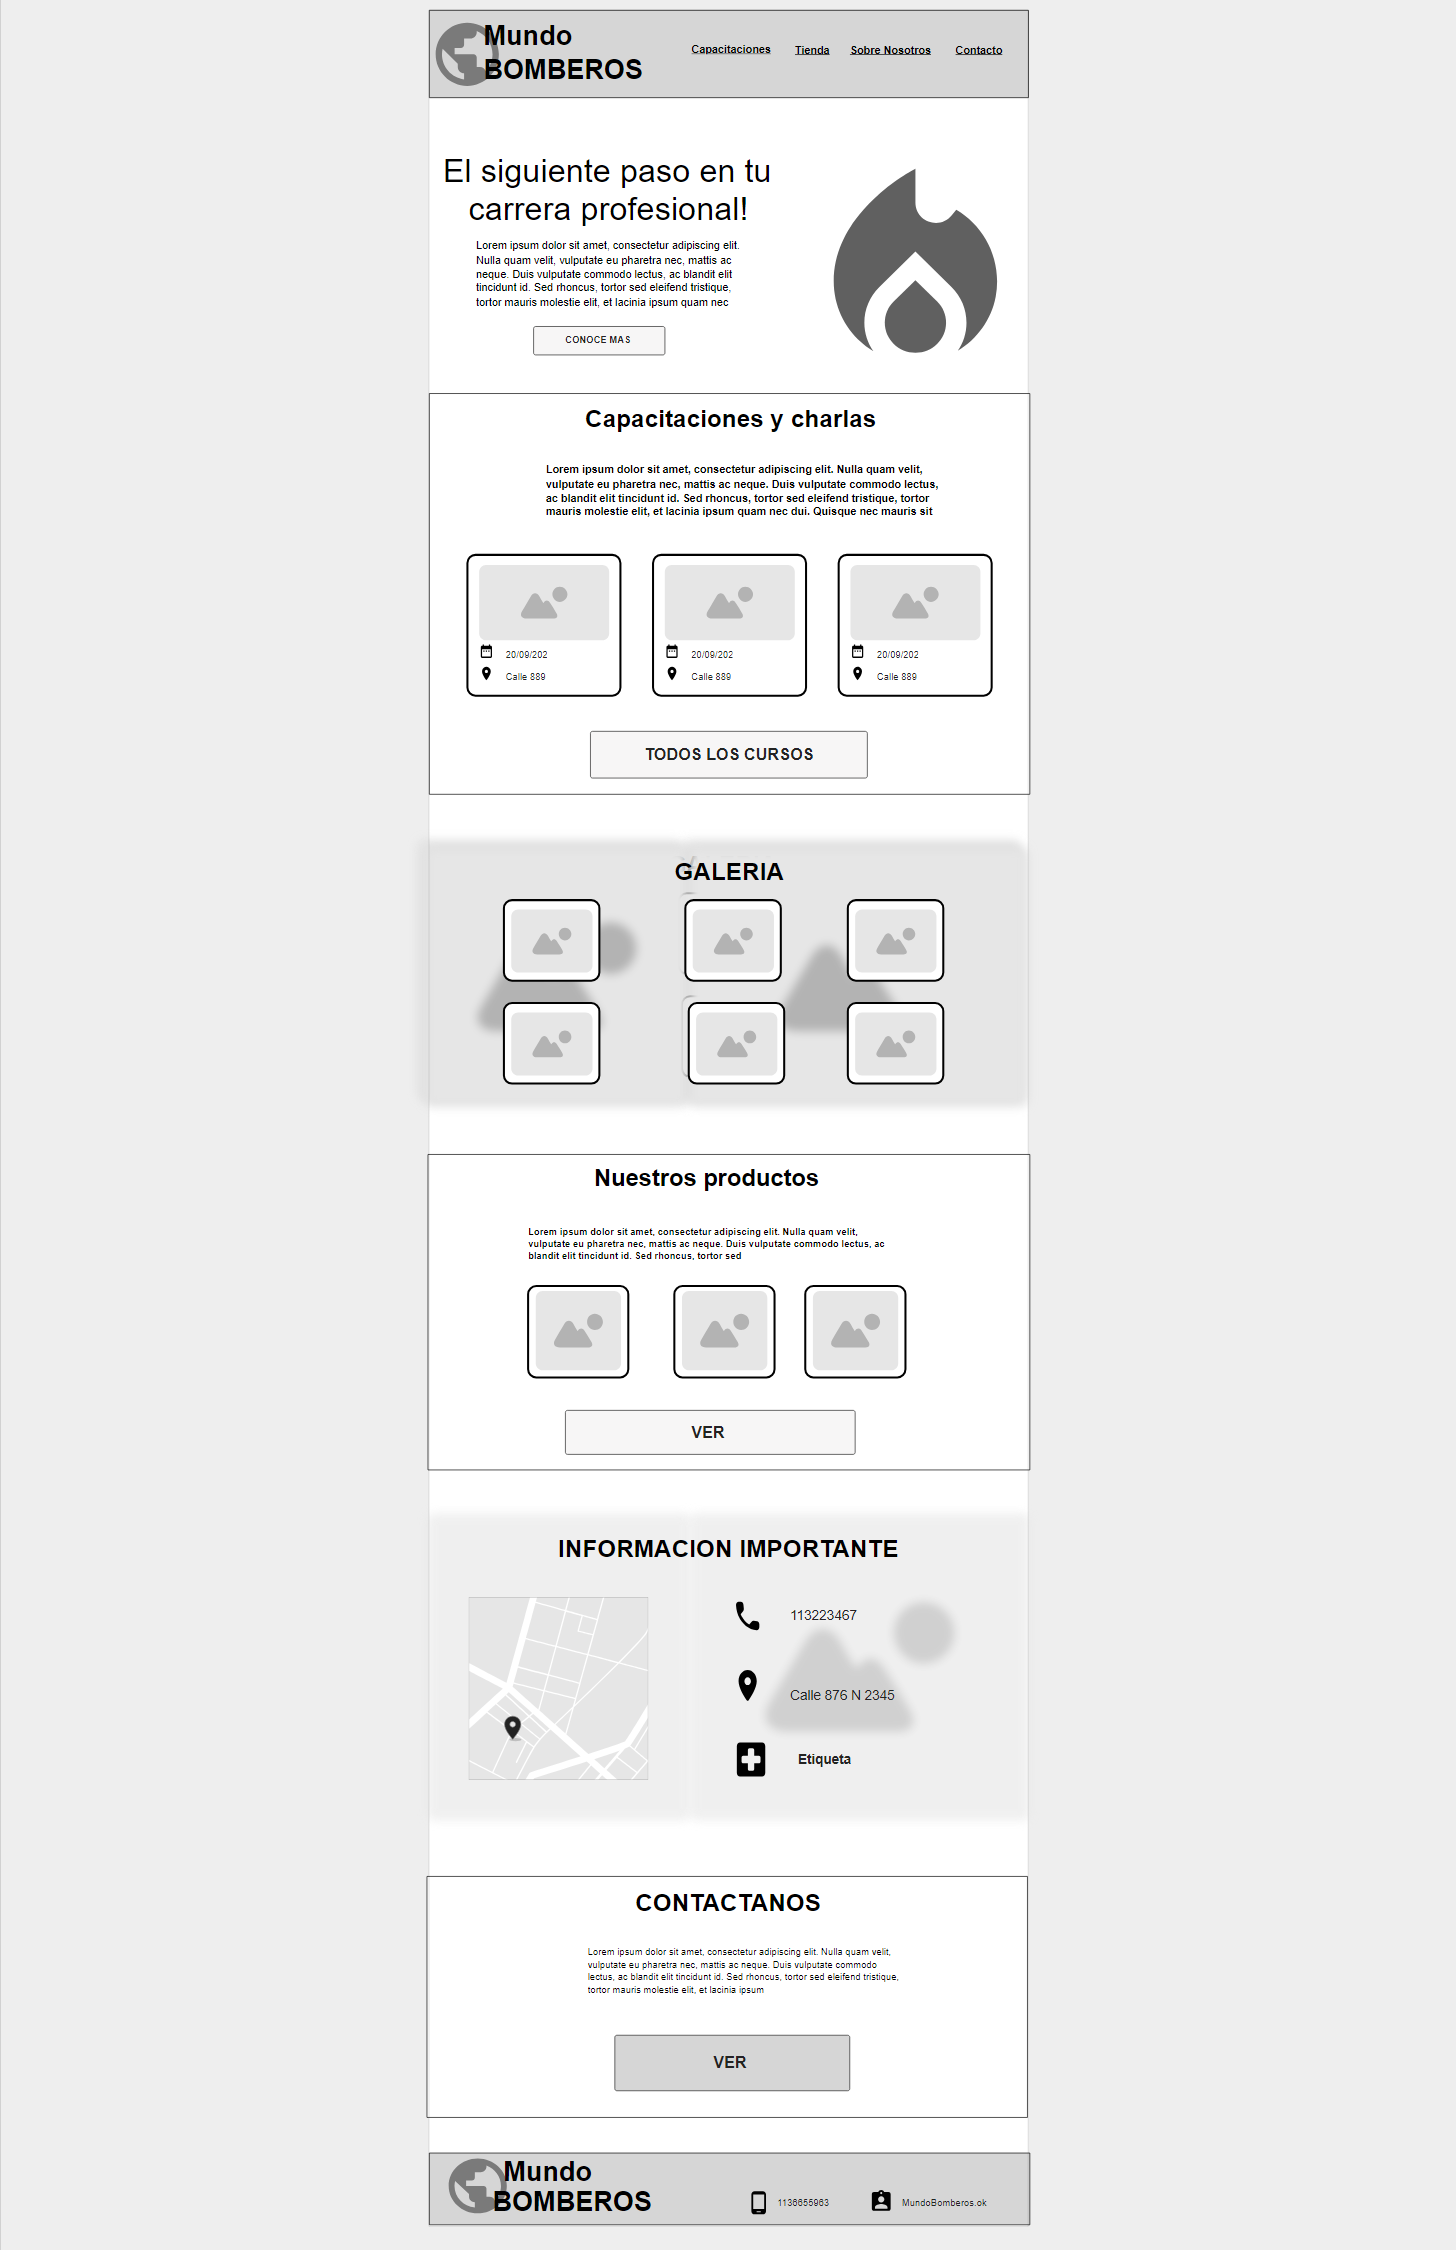 Mundo
BOMBEROS
Capacitaciones
Tienda
Sobre Nosotros
Contacto
El siguiente paso en tu
carrera profesional!
Lorem ipsum dolor sit amet, consectetur adipiscing elit.
Nulla quam velit, vulputate eu pharetra nec, mattis ac
neque. Duis vulputate commodo lectus, ac blandit elit
tincidunt id. Sed rhoncus, tortor sed eleifend tristique,
tortor mauris molestie elit, et lacinia ipsum quam nec
CONOCE MAS
Capacitaciones y charlas
Lorem ipsum dolor sit amet, consectetur adipiscing elit. Nulla quam velit,
vulputate eu pharetra nec, mattis ac neque. Duis vulputate commodo lectus,
ac blandit elit tincidunt id. Sed rhoncus, tortor sed eleifend tristique, tortor
mauris molestie elit, et lacinia ipsum quam nec dui. Quisque nec mauris sit
20/09/202
Calle 889
20/09/202
Calle 889
20/09/202
Calle 889
TODOS LOS CURSOS
GALERIA
Nuestros productos
Lorem ipsum dolor sit amet, consectetur adipiscing elit. Nulla quam velit,
vulputate eu pharetra nec, mattis ac neque. Duis vulputate commodo lectus, ac
blandit elit tincidunt id. Sed rhoncus, tortor sed
VER
INFORMACION IMPORTANTE
113223467
Calle 876 N 2345
Etiqueta
CONTACTANOS
Lorem ipsum dolor sit amet, consectetur adipiscing elit. Nulla quam velit,
vulputate eu pharetra nec, mattis ac neque. Duis vulputate commodo
lectus, ac blandit elit tincidunt id. Sed rhoncus, tortor sed eleifend tristique,
tortor mauris molestie elit, et lacinia ipsum
VER
Mundo
BOMBEROS
1136655963
MundoBomberos.ok